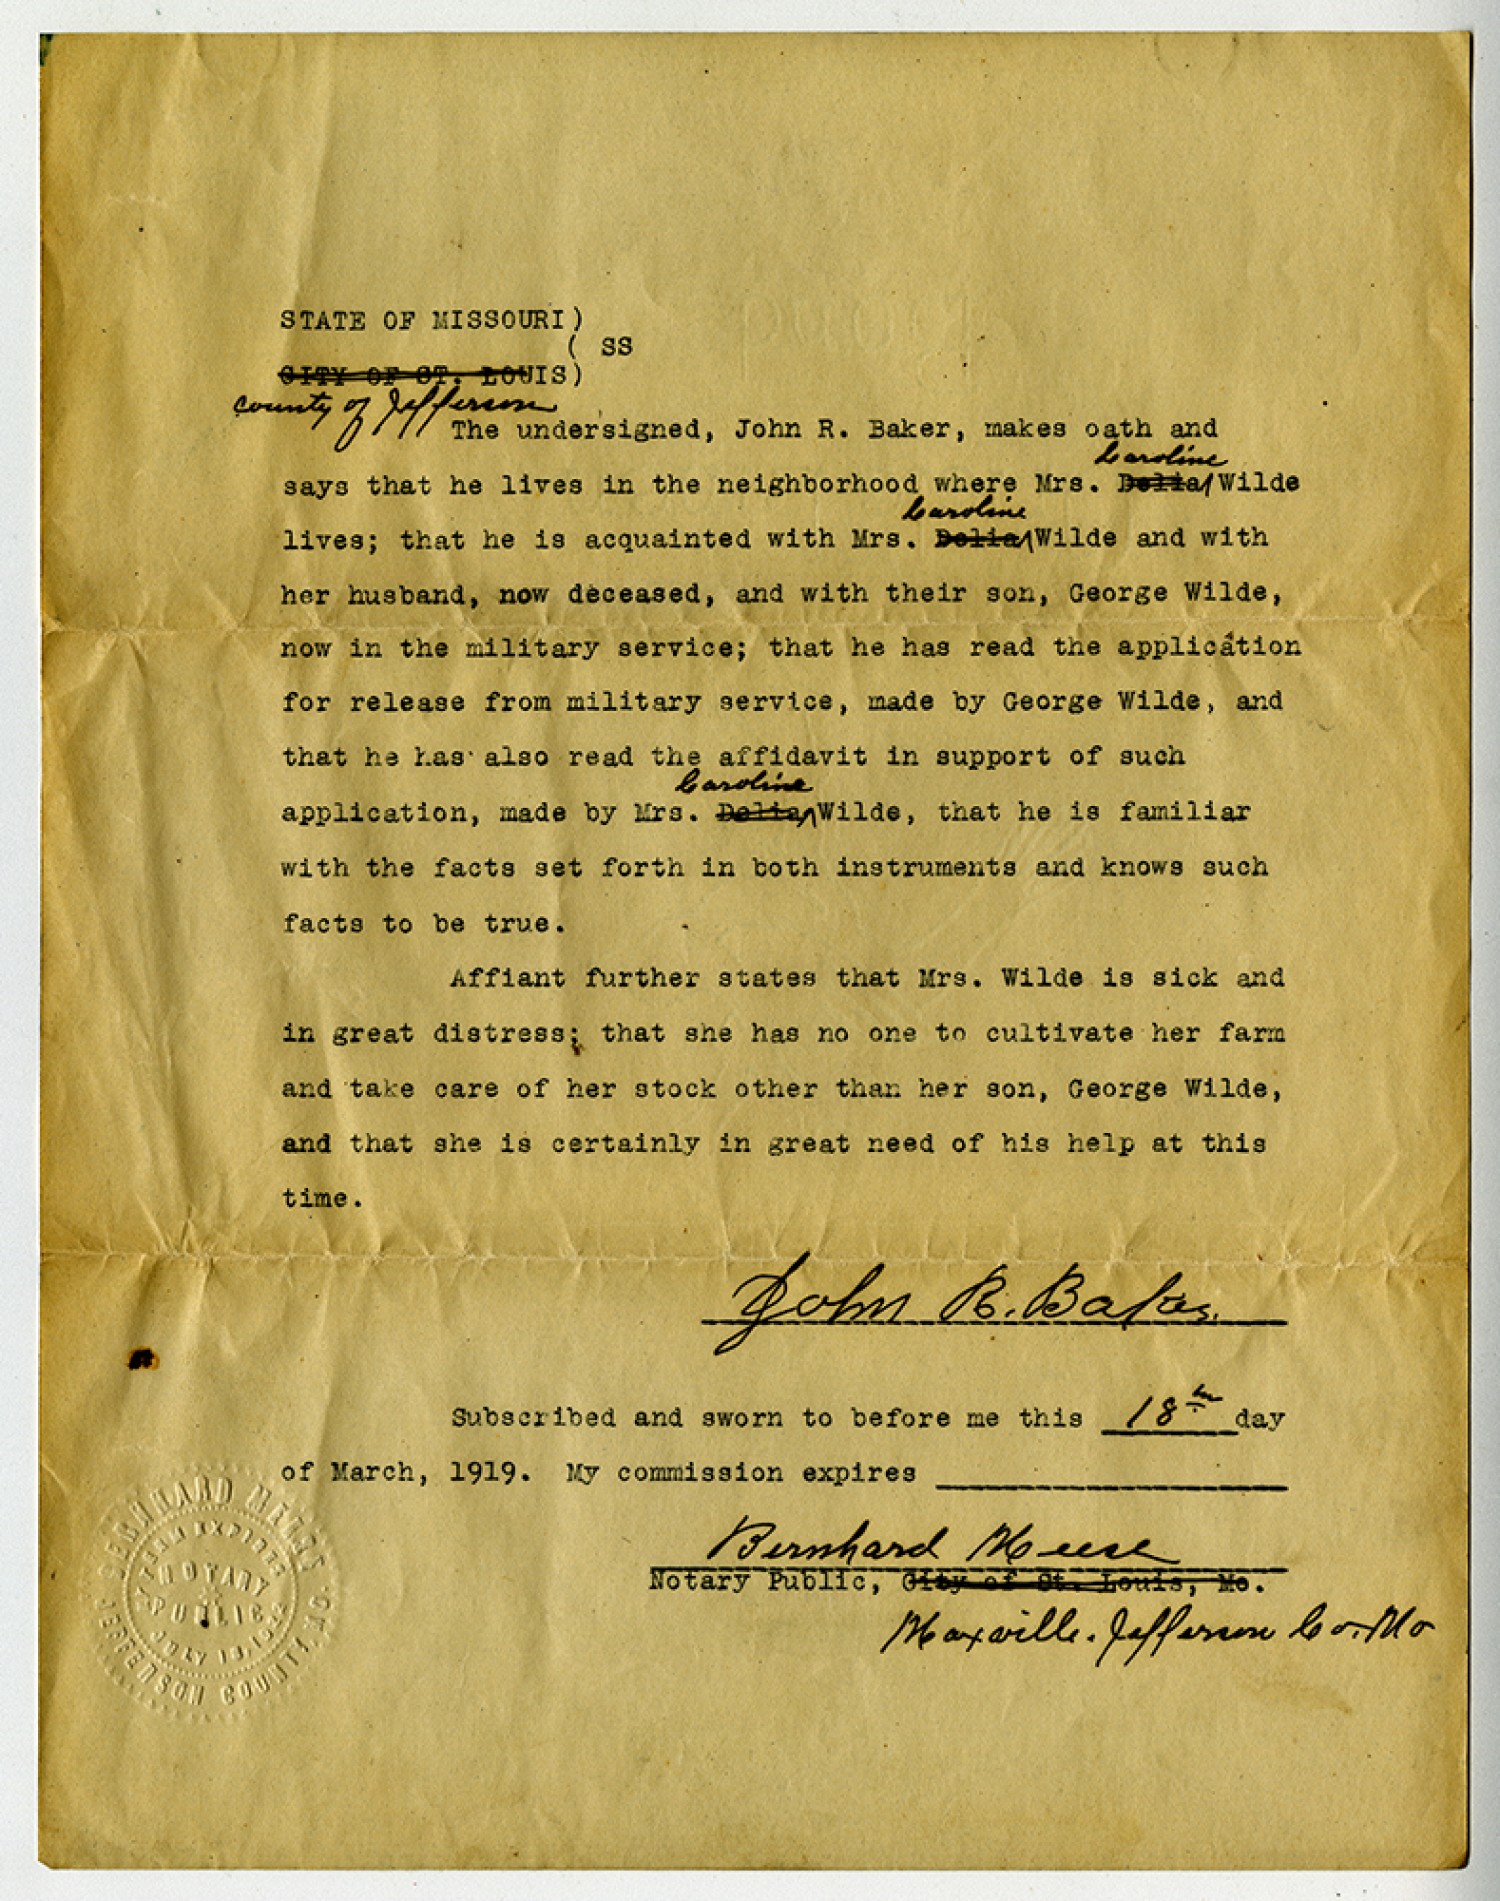 STATE OF MISSOURI)
( SS
CITY OF ST. LOUIS)
County of Jefferson
The undersigned, John R. Baker, makes oath and
Caroline
says that he lives in the neighborhood where Mrs. Delia Wilde
Caroline
lives; that he is acquainted with Mrs. Delia Wilde and with
her husband, now deceased, and with their son, George Wilde,
now in the military service; that he has read the application
for release from military service, made by George Wilde, and
that he has also read the affidavit in support of such
Caroline
application, made by Mrs. Delia Wilde, that he is familiar
with the facts set forth in both instruments and knows such
facts to be true.
Affiant further states that Mrs. Wilde is sick and
in great distress; that she has no one to cultivate her farm
and take care of her stock other than her son, George Wilde,
and that she is certainly in great need of his help at this
time.
John R. Baker.
Subscribed and sworn to before me this 18th day
of March, 1919. My commission expires
Bernhard Meese
Notary Public, City of St. Louis, Mo.
Maxville. Jefferson Co. Mo
BERNHARD
MY TERM EXPIRES
NOTARY
PUBLIC
JULY
JEFFERSON COUNTY, MO.